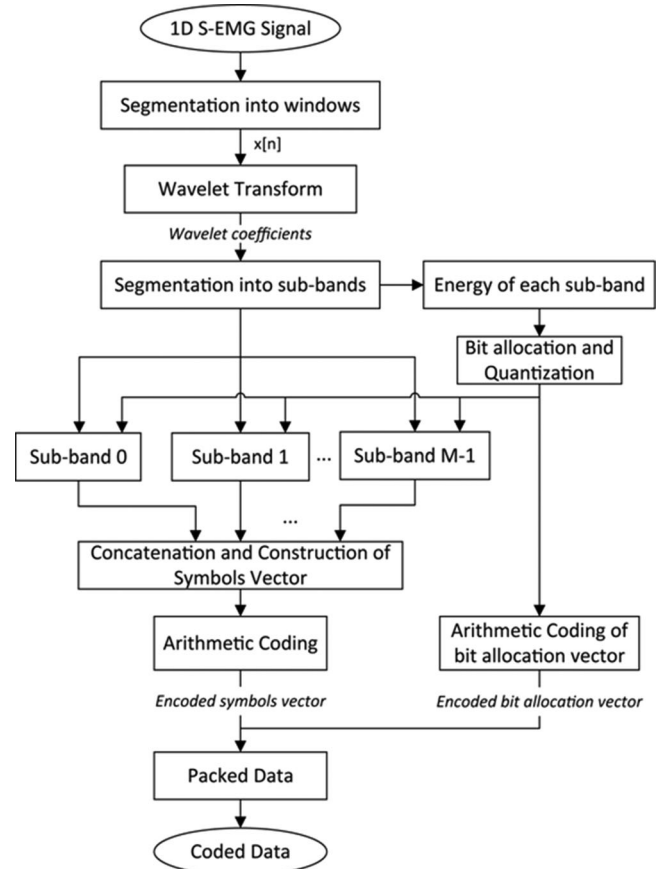 1D S-EMG Signal
Segmentation into windows
x[n]
Wavelet Transform
Wavelet coefficients
Segmentation into sub-bands
Energy of each sub-band
Bit allocation and
Quantization
Sub-band 0
Sub-band 1
...
Sub-band M-1
...
Concatenation and Construction of
Symbols Vector
Arithmetic Coding
Arithmetic Coding of
bit allocation vector
Encoded symbols vector
Encoded bit allocation vector
Packed Data
Coded Data